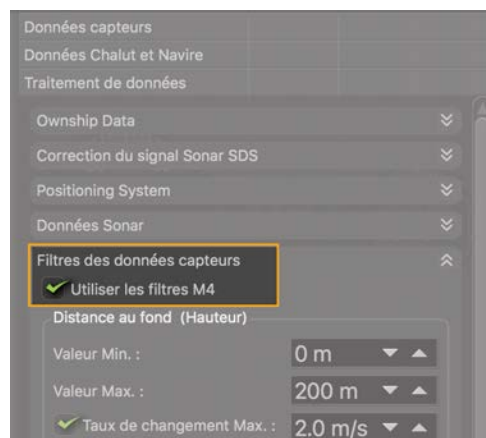 Données capteurs
Données Chalut et Navire
Traitement de données
Ownship Data
Correction du signal Sonar SDS
Positioning System
Données Sonar
Filtres des données capteurs
Utiliser les filtres M4
Distance au fond (Hauteur)
Valeur Min. : 0 m
Valeur Max. : 200 m
Taux de changement Max. : 2.0 m/s